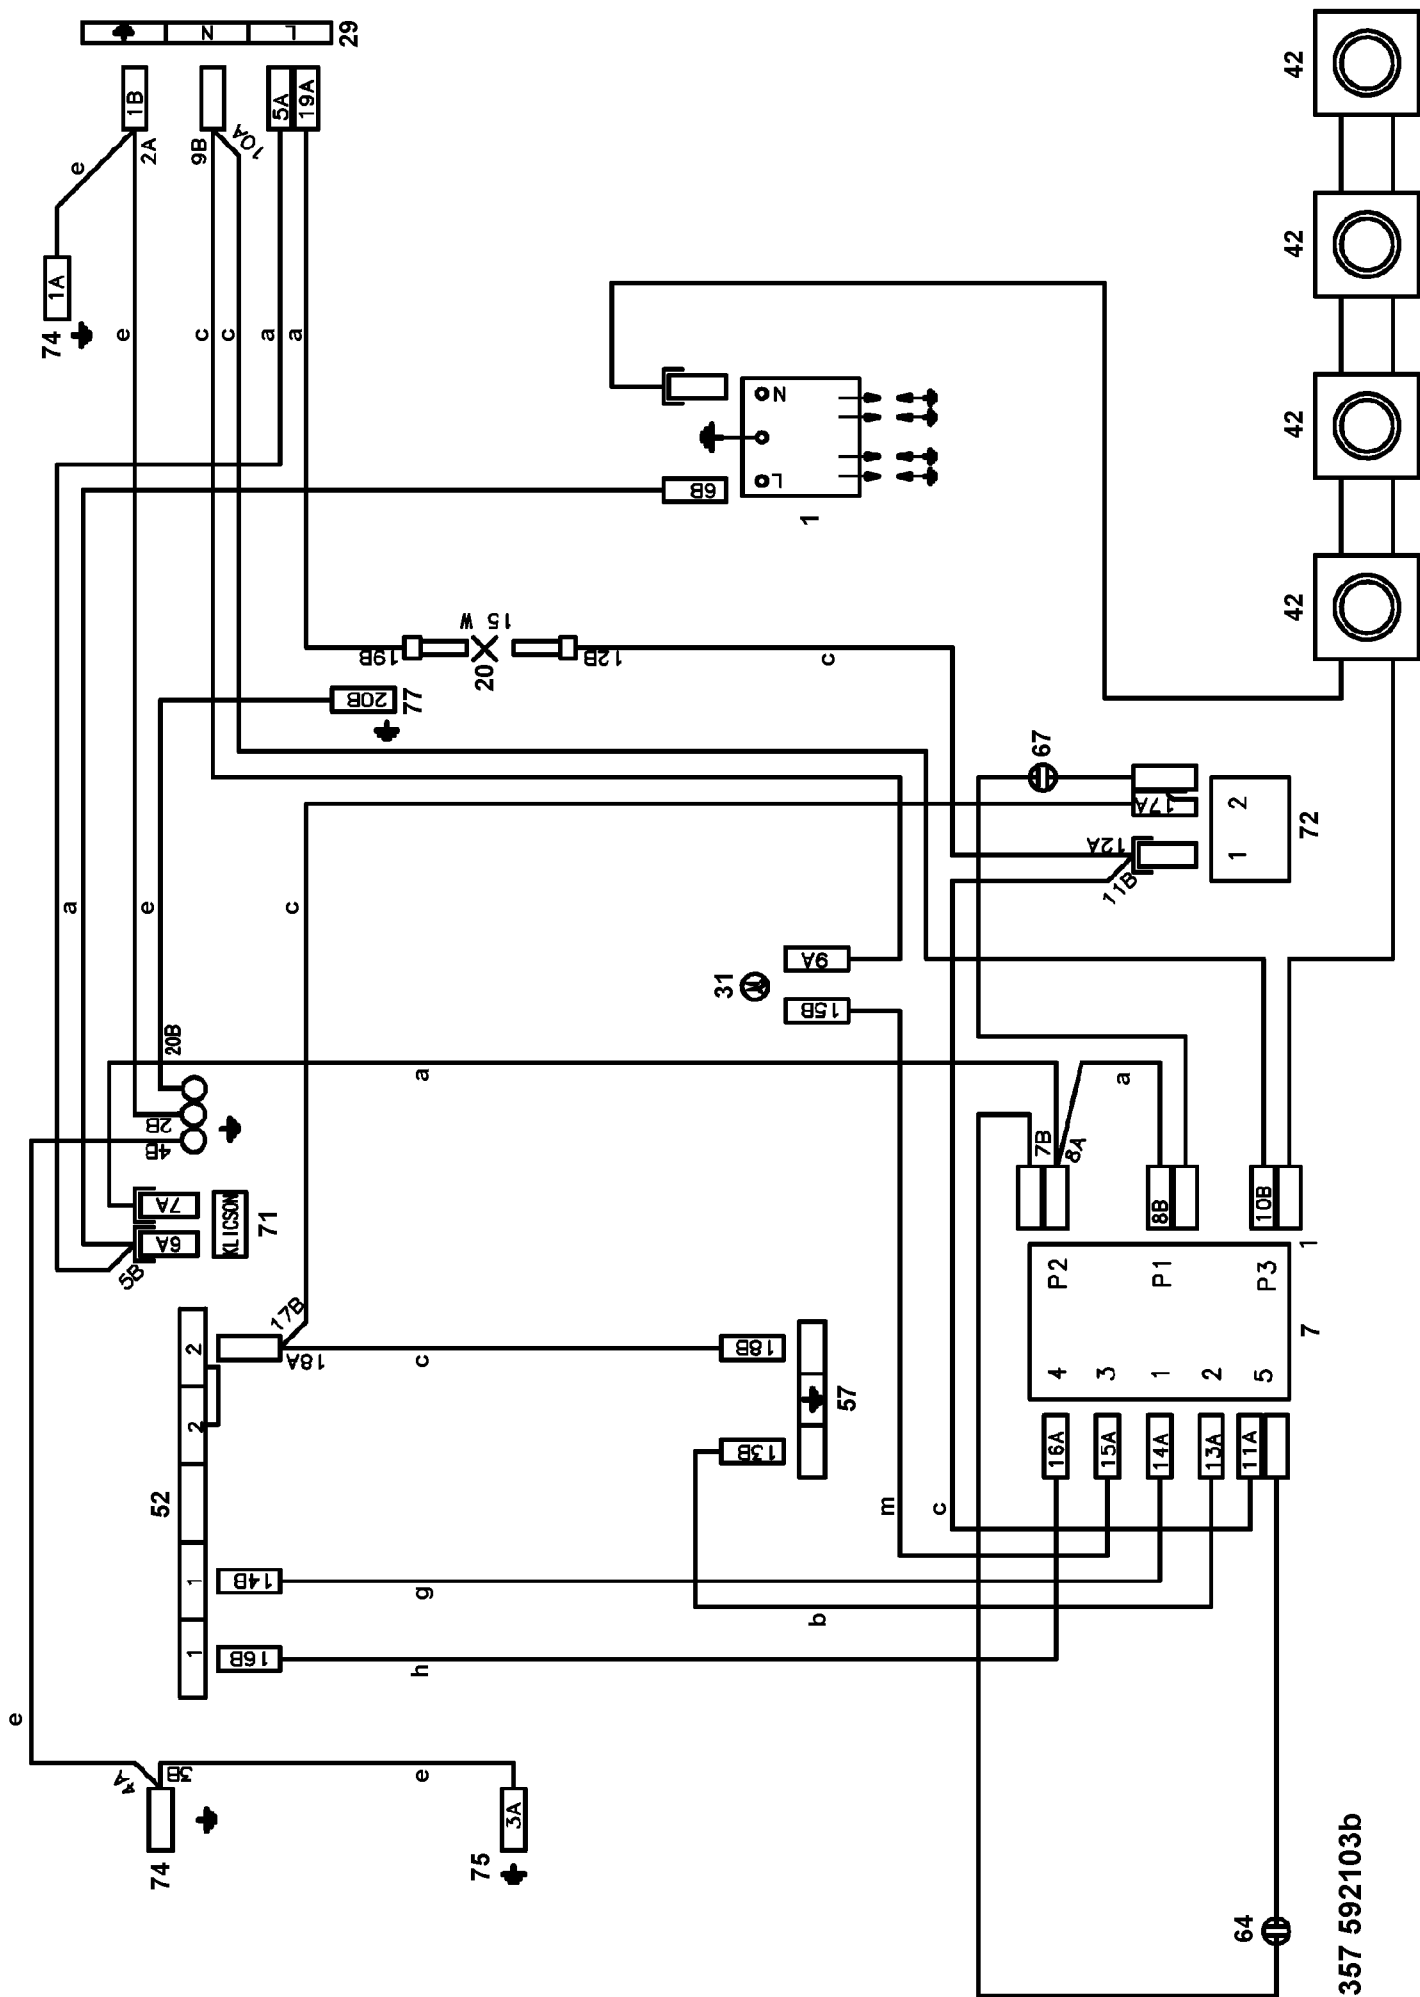 29
L
N
19A
5A
1B
10A
9B
2A
e
1A
74
e
c
c
a
a
42
42
42
42
N
L
1
6B
15 W
19B
20
12B
c
20B
77
67
17A
12A
11B
2
1
72
a
e
c
9A
31
15B
20B
2B
4B
a
a
7A
6A
5B
KLICSON
71
7B
8A
8B
10B
P2
P1
P3
1
4
3
1
2
5
7
17B
18A
c
18B
13B
57
16A
15A
14A
13A
11A
2
2
1
1
52
14B
16B
g
h
b
m
c
e
4A
3B
74
e
3A
75
64
357 592103b